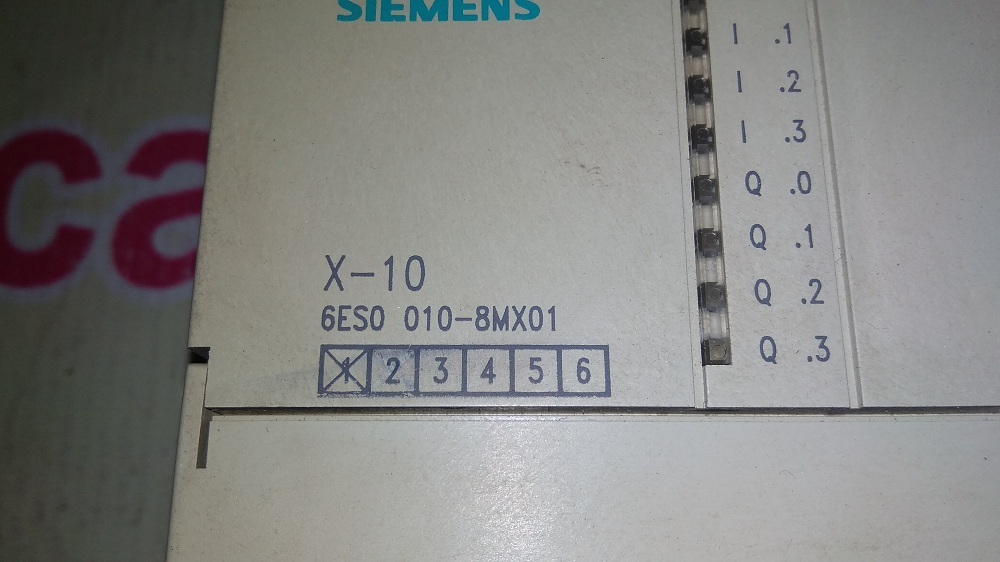 SIEMENS
I .1
I .2
I .3
Q .0
Q .1
Q .2
Q .3
ca
X-10
6ES0 010-8MX01
1 2 3 4 5 6